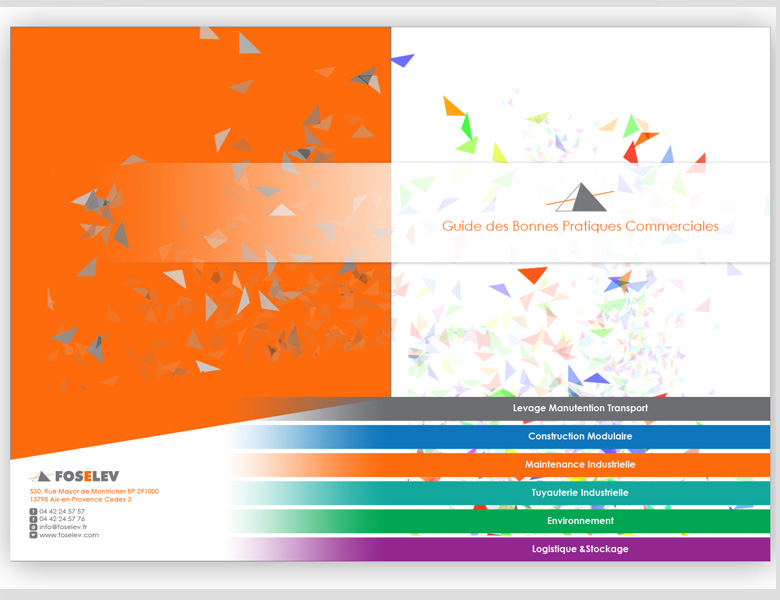 Guide des Bonnes Pratiques Commerciales
Levage Manutention Transport
Construction Modulaire
Maintenance Industrielle
Tuyauterie Industrielle
Environnement
Logistique &Stockage
FOSELEV
530, Rue Mayor de Montricher BP 291000
13798 Aix-en-Provence Cedex 3
04 42 24 57 57
04 42 24 57 76
info@foselev.fr
www.foselev.com